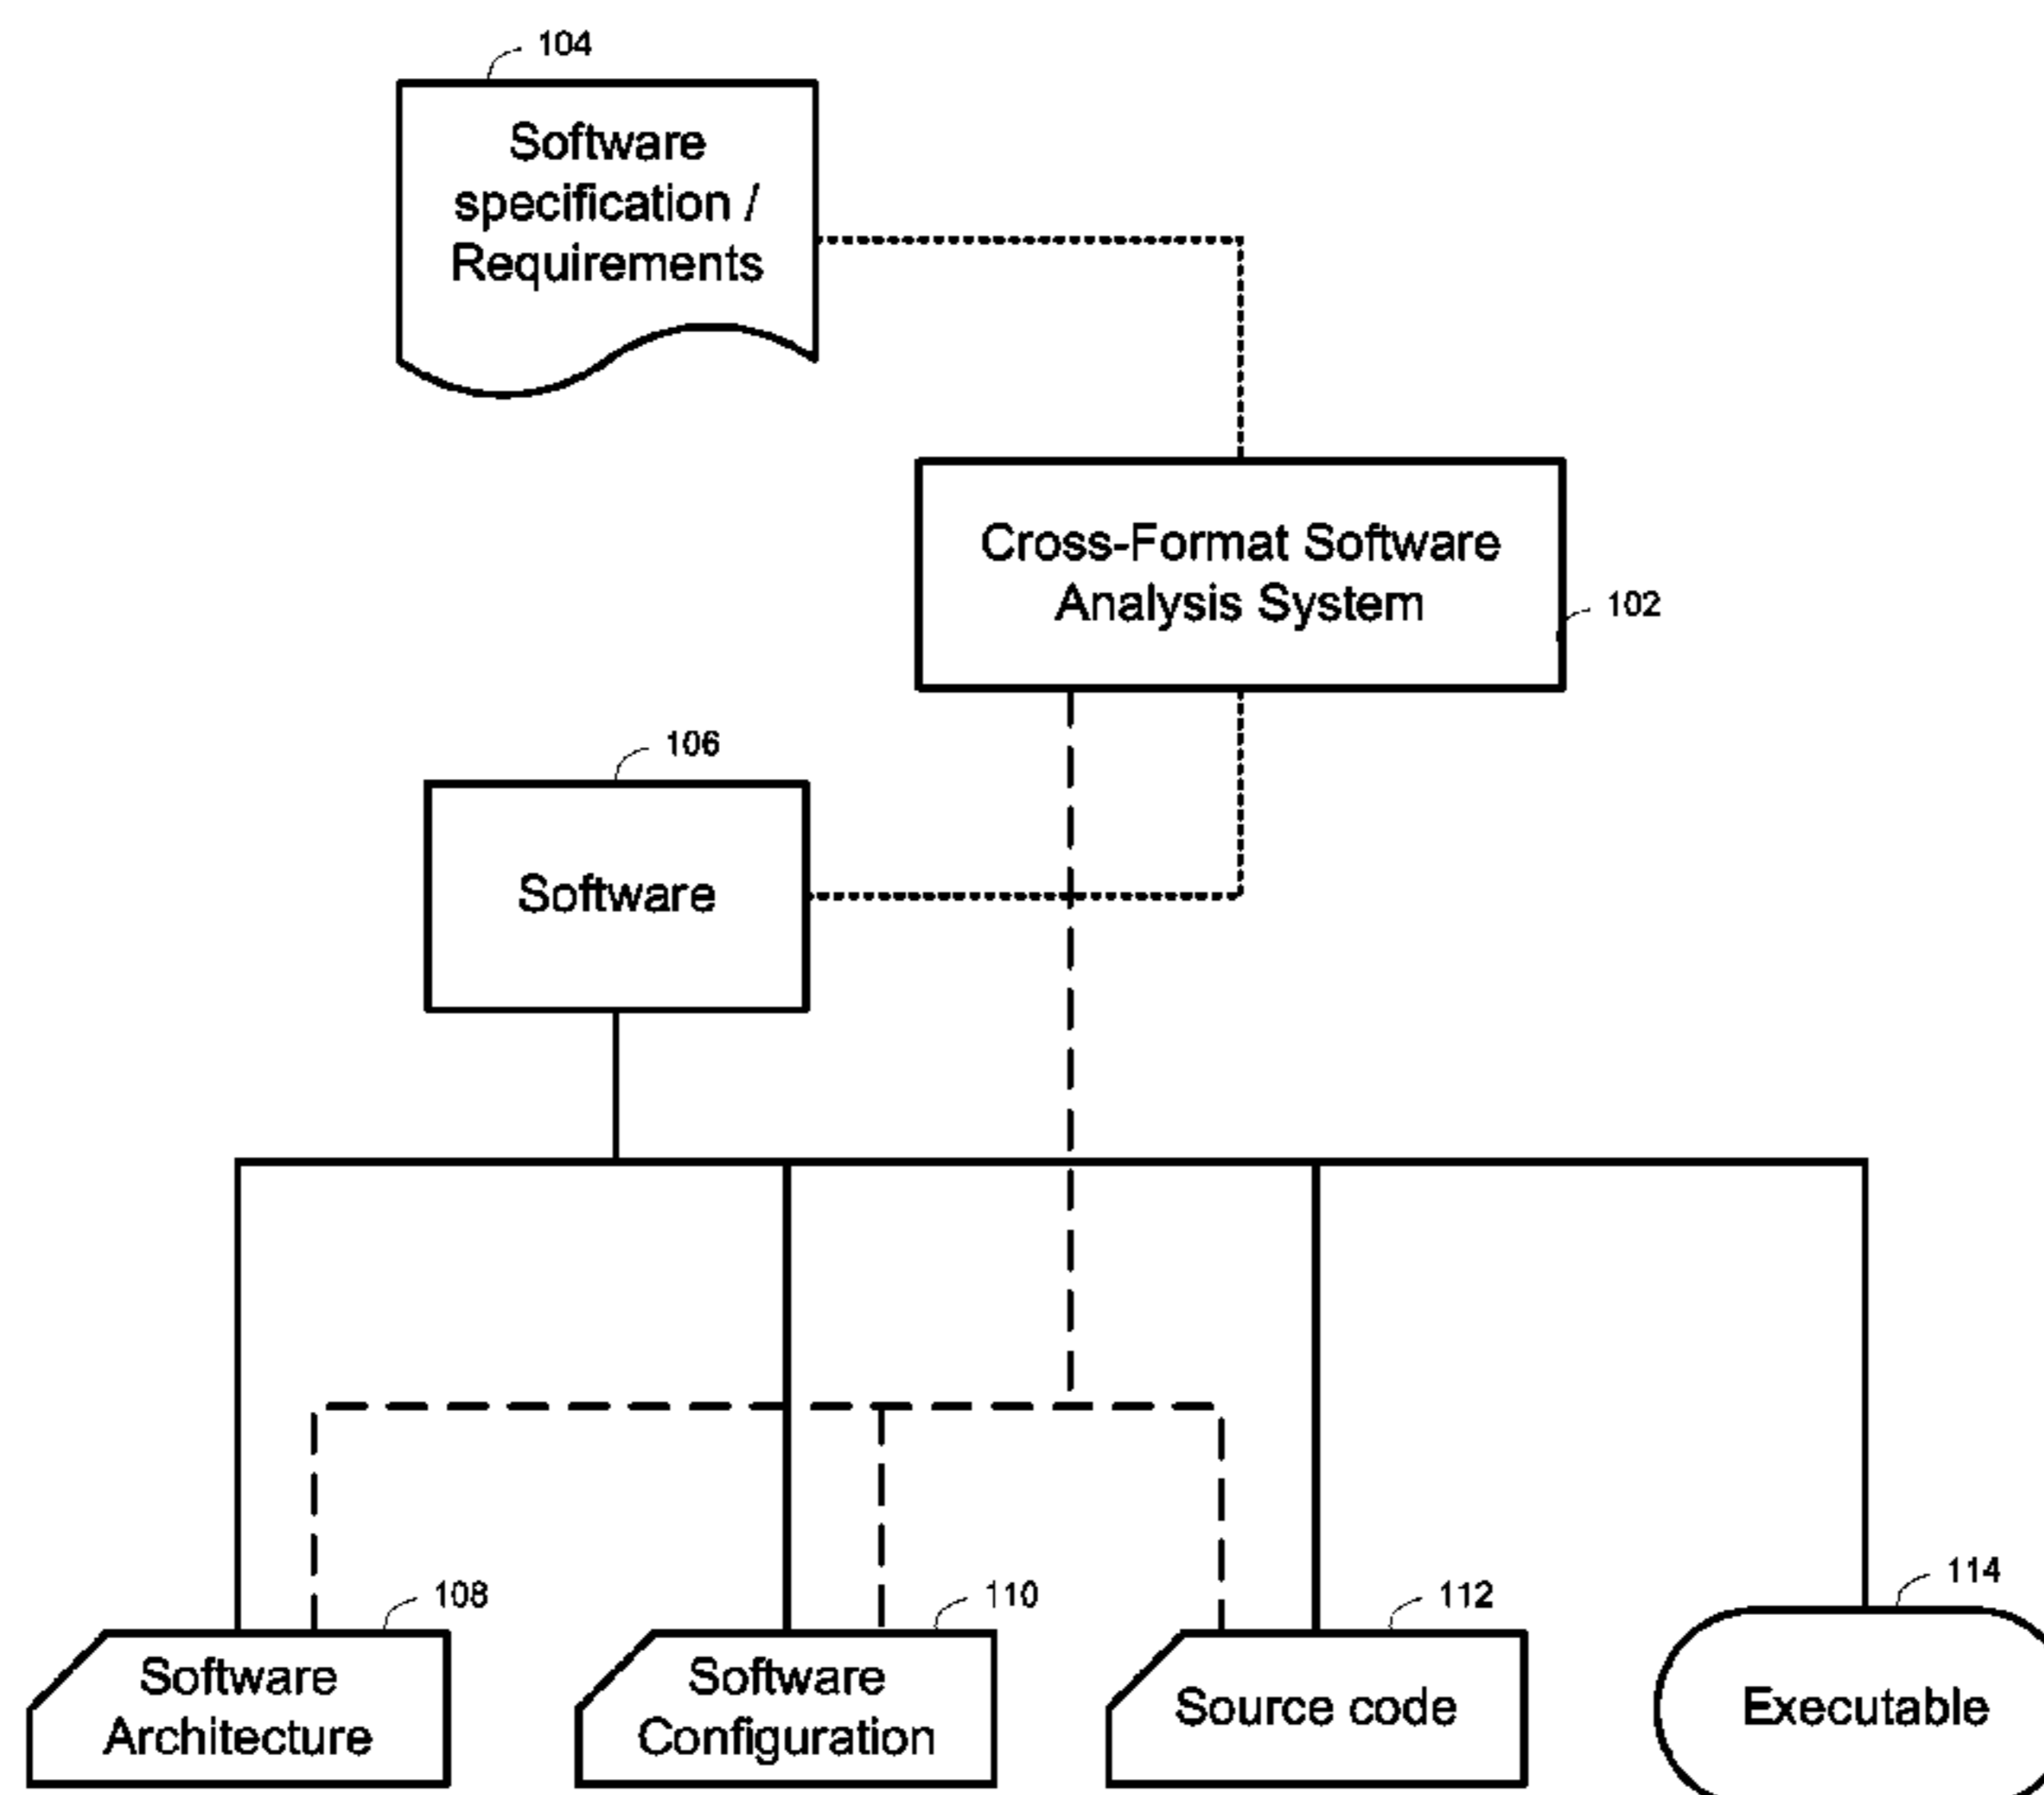 104
Software
specification /
Requirements
Cross-Format Software
Analysis System
102
106
Software
108
110
112
114
Software
Architecture
Software
Configuration
Source code
Executable